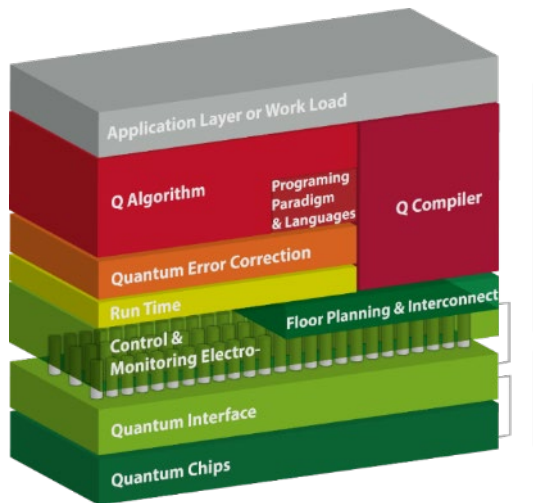 Application Layer or Work Load
Q Algorithm
Programing
Paradigm
& Languages
Q Compiler
Quantum Error Correction
Run Time
Floor Planning & Interconnect
Control &
Monitoring Electro-
Quantum Interface
Quantum Chips